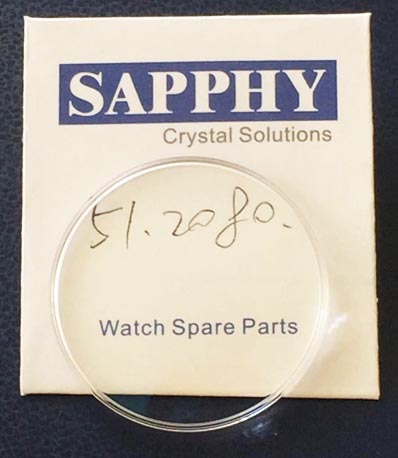 SAPPHY
Crystal Solutions
51.2080.
Watch Spare Parts